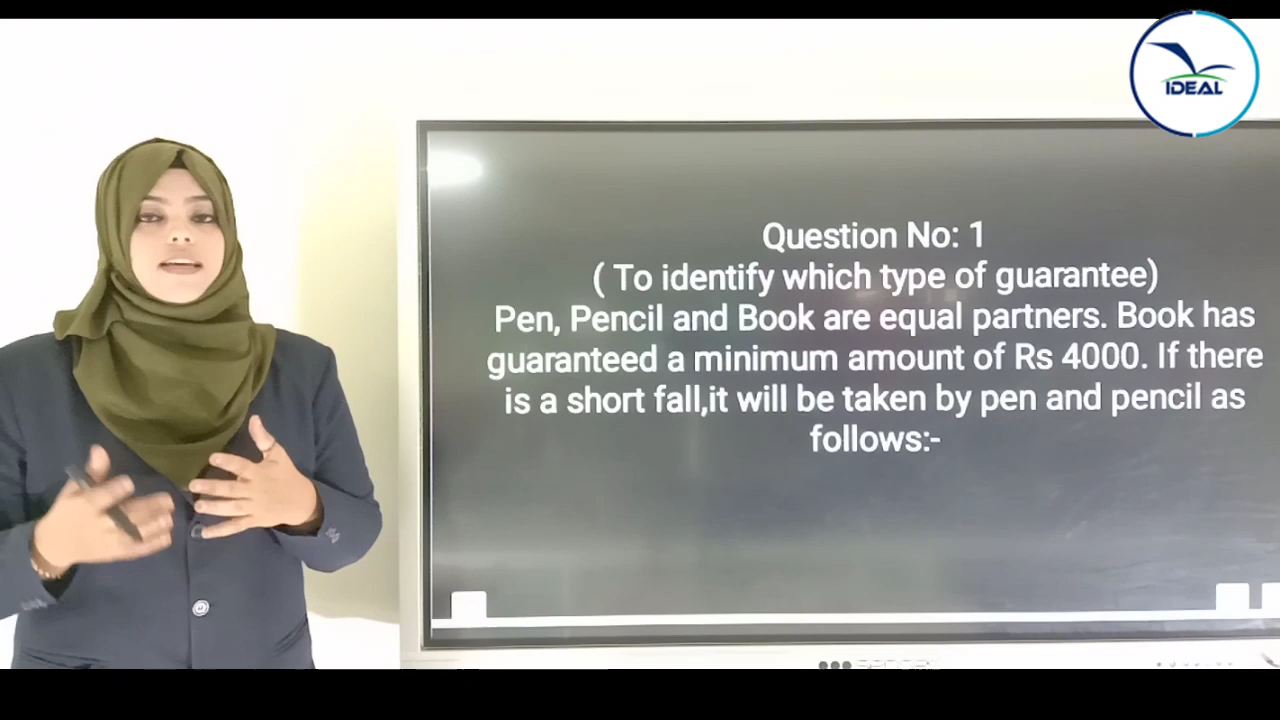 IDEAL
Question No: 1
( To identify which type of guarantee)
Pen, Pencil and Book are equal partners. Book has
guaranteed a minimum amount of Rs 4000. If there
is a short fall,it will be taken by pen and pencil as
follows:-